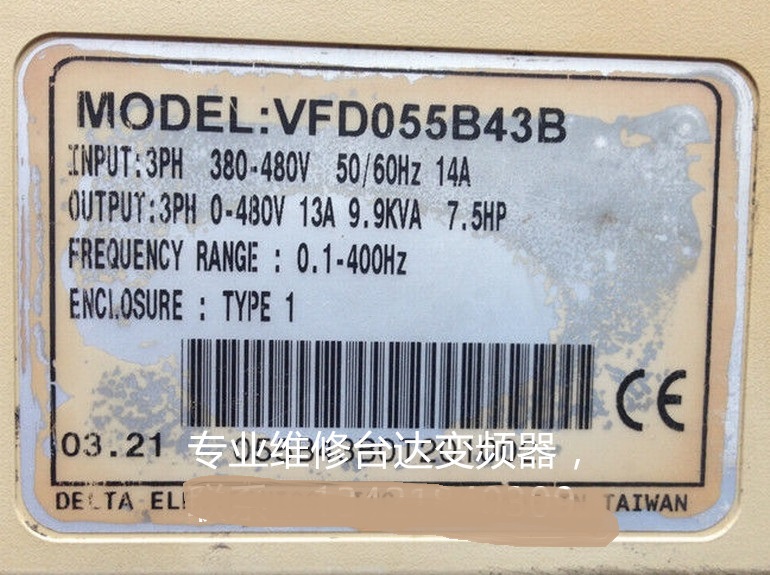 MODEL:VFD055B43B
INPUT:3PH 380-480V 50/60Hz 14A
OUTPUT:3PH 0-480V 13A 9.9KVA 7.5HP
FREQUENCY RANGE : 0.1-400Hz
ENCLOSURE : TYPE 1
CE
03.21
专业维修台达变频器，
DELTA
TAIWAN